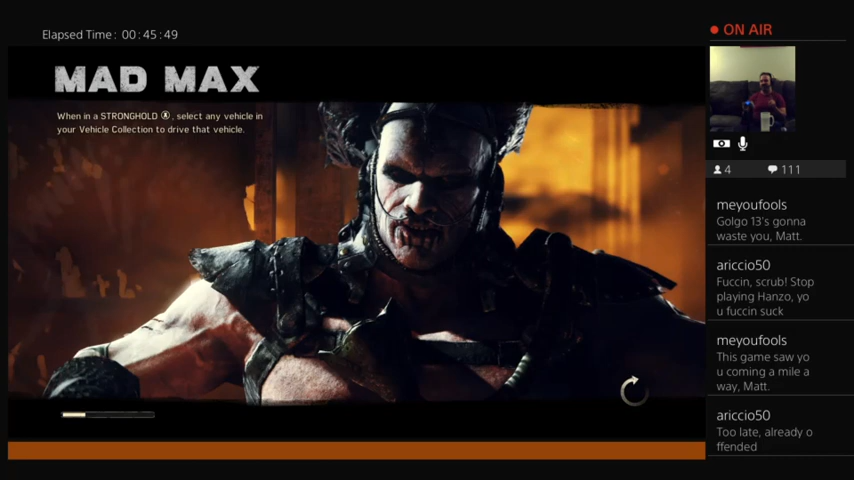 Elapsed Time: 00:45:49
ON AIR
MAD MAX
When in a STRONGHOLD, select any vehicle in
your Vehicle Collection to drive that vehicle.
4
111
meyoufools
Golgo 13's gonna
waste you, Matt.
ariccio50
Fuccin, scrub! Stop
playing Hanzo, yo
u fuccin suck
meyoufools
This game saw yo
u coming a mile a
way, Matt.
ariccio50
Too late, already o
ffended